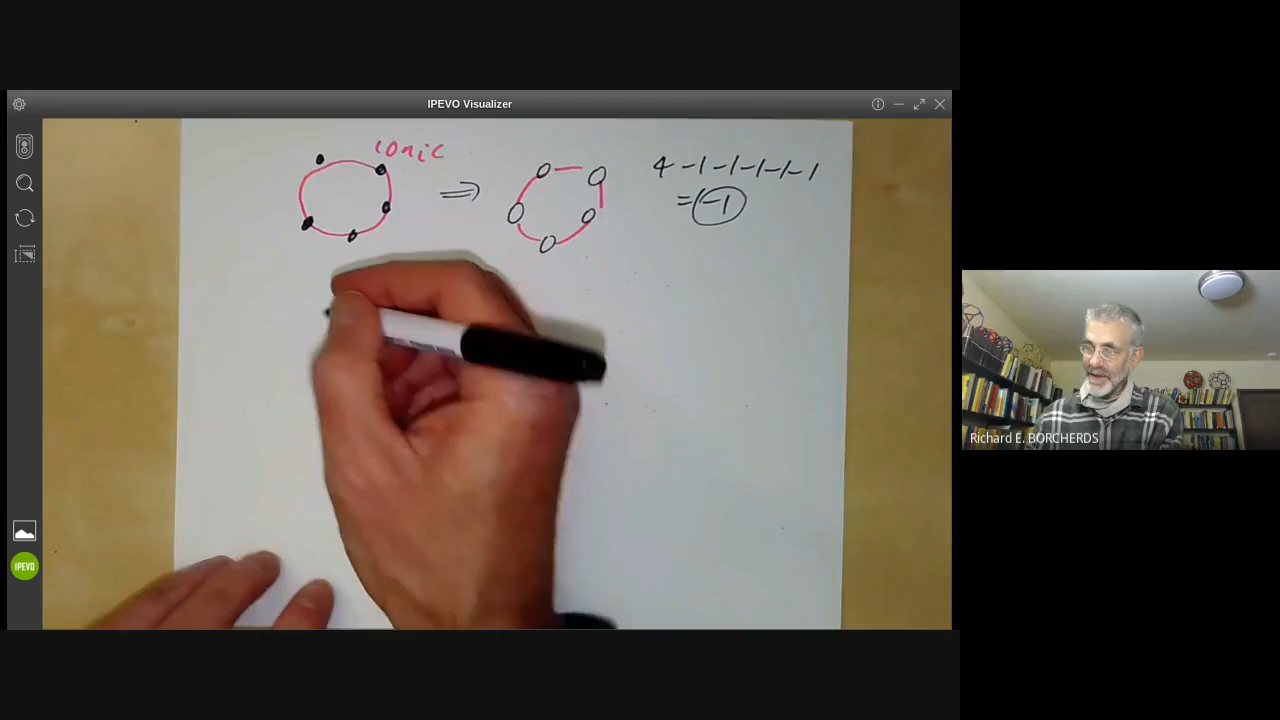 IPEVO Visualizer
conic
⇒
4 -1 -1 -1 -1 -1
= -1
IPEVO
Richard E. BORCHERDS